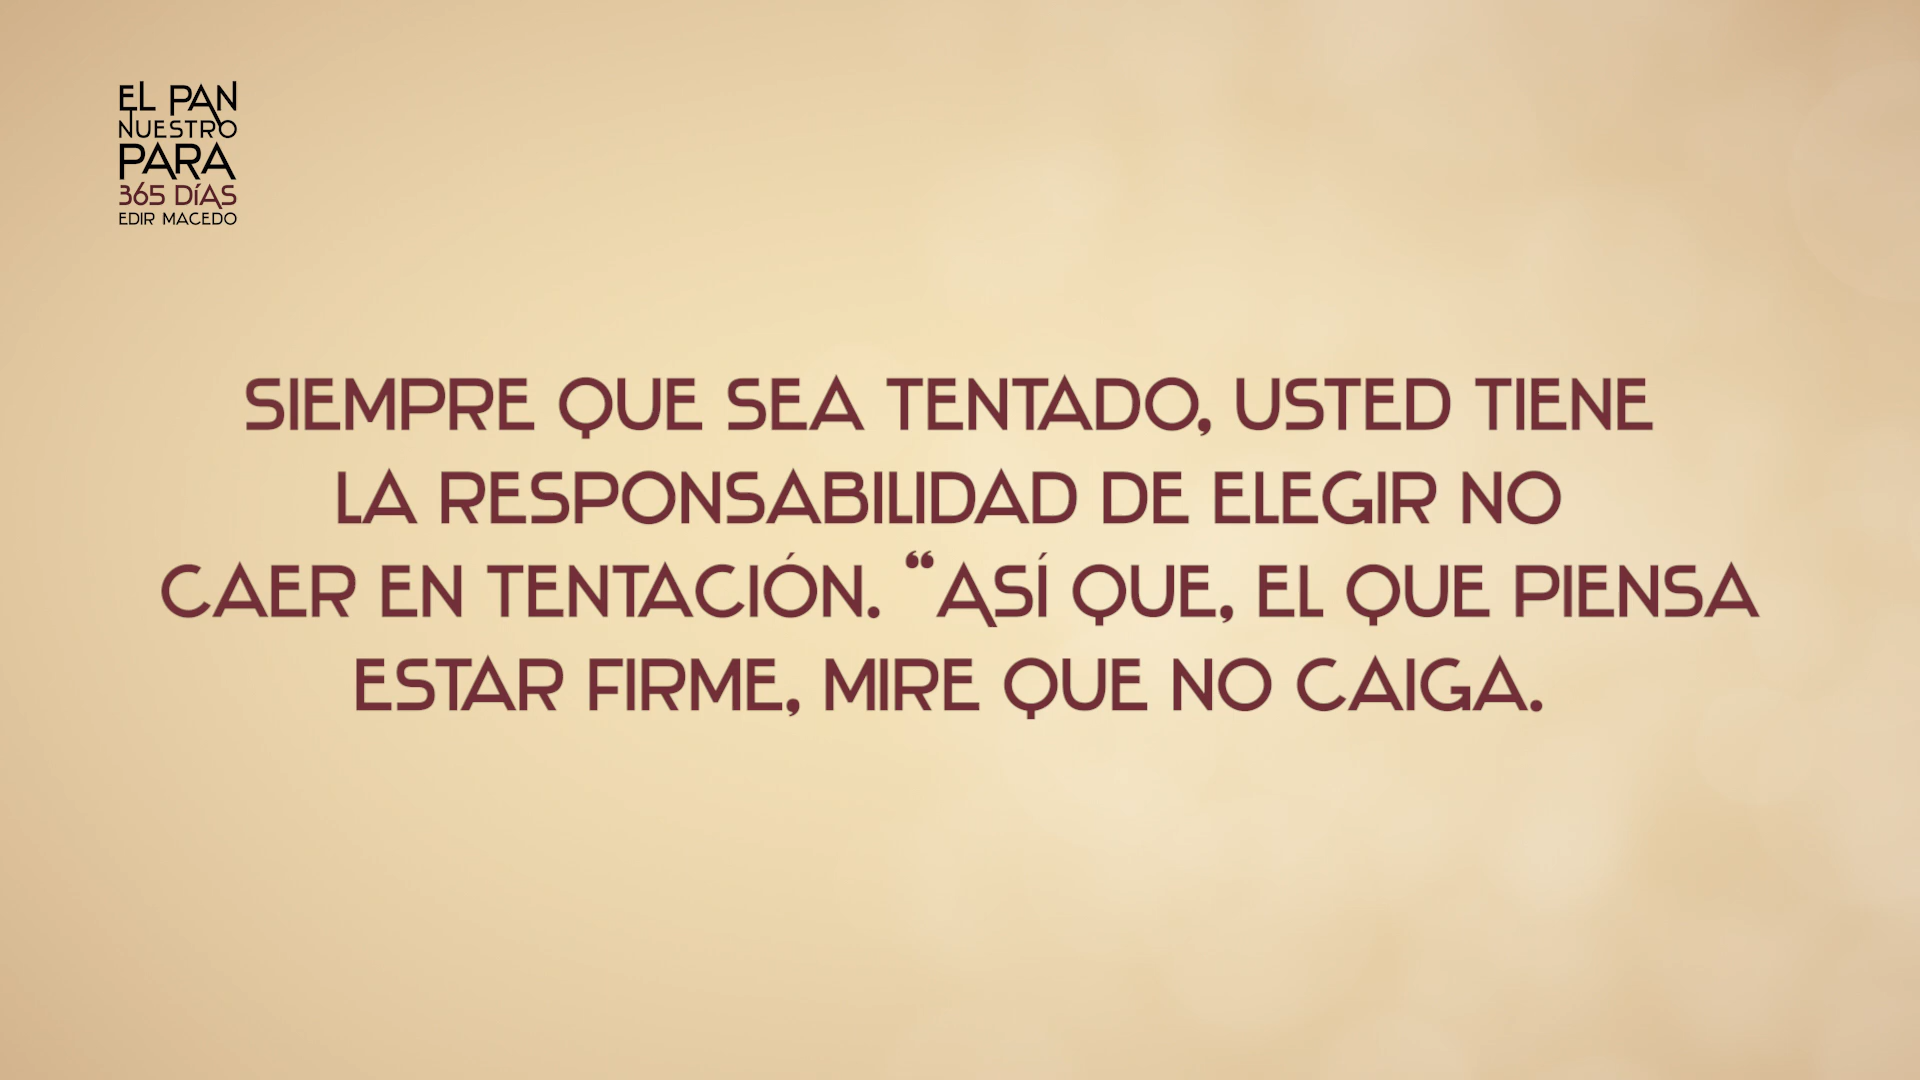 EL PAN
NUESTRO
PARA
365 DÍAS
EDIR MACEDO
SIEMPRE QUE SEA TENTADO, USTED TIENE
LA RESPONSABILIDAD DE ELEGIR NO
CAER EN TENTACIÓN. “ASÍ QUE, EL QUE PIENSA
ESTAR FIRME, MIRE QUE NO CAIGA.